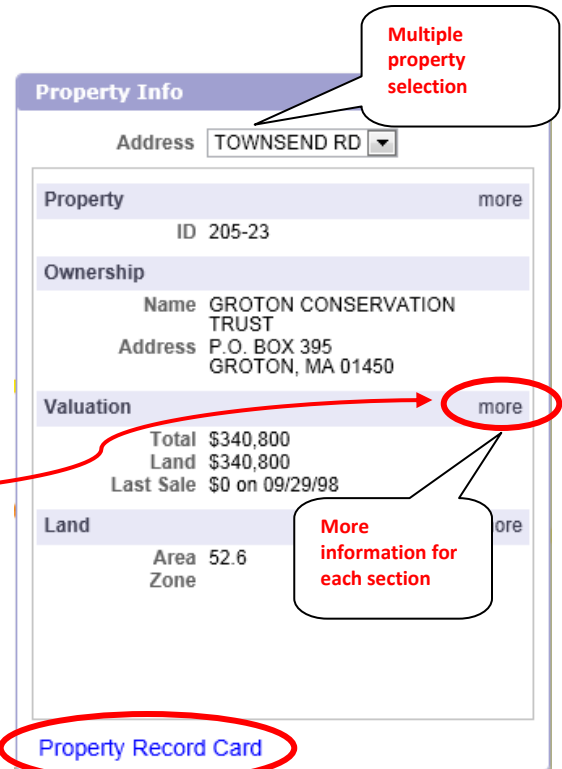 Multiple
property
selection
Property Info
Address TOWNSEND RD
Property more
ID 205-23
Ownership
Name GROTON CONSERVATION
TRUST
Address P.O. BOX 395
GROTON, MA 01450
Valuation more
Total $340,800
Land $340,800
Last Sale $0 on 09/29/98
Land ore
More
information for
each section
Area 52.6
Zone
Property Record Card